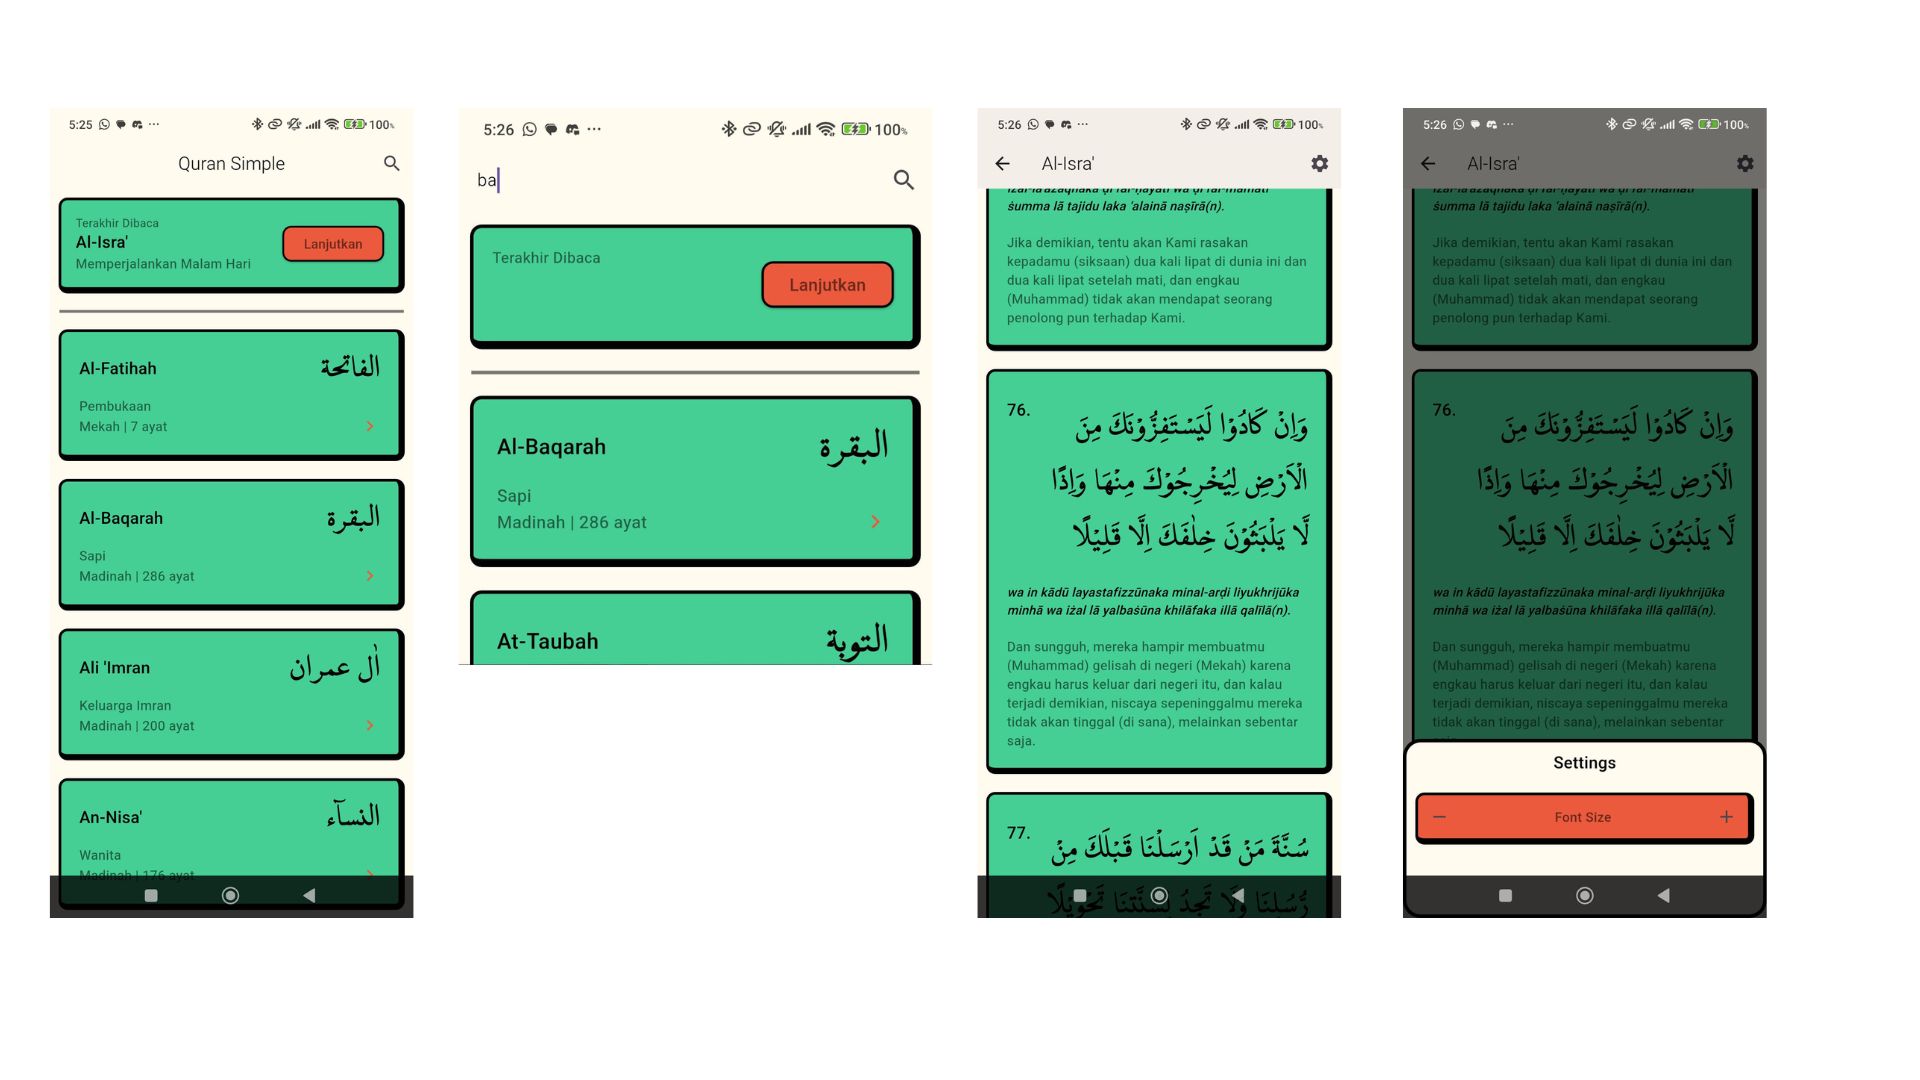 5:25
100%
Quran Simple
Terakhir Dibaca
Al-Isra'
Memperjalankan Malam Hari
Lanjutkan
Al-Fatihah
الفاتحة
Pembukaan
Mekah | 7 ayat
Al-Baqarah
البقرة
Sapi
Madinah | 286 ayat
Ali 'Imran
اٰل عمران
Keluarga Imran
Madinah | 200 ayat
An-Nisa'
النسآء
Wanita
Madinah | 176 ayat
5:26
100%
ba
Terakhir Dibaca
Lanjutkan
Al-Baqarah
البقرة
Sapi
Madinah | 286 ayat
At-Taubah
التوبة
5:26
100%
Al-Isra'
ṡumma lā tajidu laka 'alainā naṣīrā(n).
Jika demikian, tentu akan Kami rasakan
kepadamu (siksaan) dua kali lipat di dunia ini dan
dua kali lipat setelah mati, dan engkau
(Muhammad) tidak akan mendapat seorang
penolong pun terhadap Kami.
76.
وَاِنْ كَادُوْا لَيَسْتَفِزُّوْنَكَ مِنَ
الْاَرْضِ لِيُخْرِجُوْكَ مِنْهَا وَاِذًا
لَّا يَلْبَثُوْنَ خِلٰفَكَ اِلَّا قَلِيْلًا
wa in kādū layastafizzūnaka minal-arḍi liyukhrijūka
minhā wa iżal lā yalbaṡūna khilāfaka illā qalīlā(n).
Dan sungguh, mereka hampir membuatmu
(Muhammad) gelisah di negeri (Mekah) karena
engkau harus keluar dari negeri itu, dan kalau
terjadi demikian, niscaya sepeninggalmu mereka
tidak akan tinggal (di sana), melainkan sebentar
saja.
77.
سُنَّةَ مَنْ قَدْ اَرْسَلْنَا قَبْلَكَ مِنْ
رُّسُلِنَا وَلَا تَجِدُ لِسُنَّتِنَا تَحْوِيْلًا
5:26
100%
Al-Isra'
ṡumma lā tajidu laka 'alainā naṣīrā(n).
Jika demikian, tentu akan Kami rasakan
kepadamu (siksaan) dua kali lipat di dunia ini dan
dua kali lipat setelah mati, dan engkau
(Muhammad) tidak akan mendapat seorang
penolong pun terhadap Kami.
76.
وَاِنْ كَادُوْا لَيَسْتَفِزُّوْنَكَ مِنَ
الْاَرْضِ لِيُخْرِجُوْكَ مِنْهَا وَاِذًا
لَّا يَلْبَثُوْنَ خِلٰفَكَ اِلَّا قَلِيْلًا
wa in kādū layastafizzūnaka minal-arḍi liyukhrijūka
minhā wa iżal lā yalbaṡūna khilāfaka illā qalīlā(n).
Dan sungguh, mereka hampir membuatmu
(Muhammad) gelisah di negeri (Mekah) karena
engkau harus keluar dari negeri itu, dan kalau
terjadi demikian, niscaya sepeninggalmu mereka
tidak akan tinggal (di sana), melainkan sebentar
Settings
Font Size